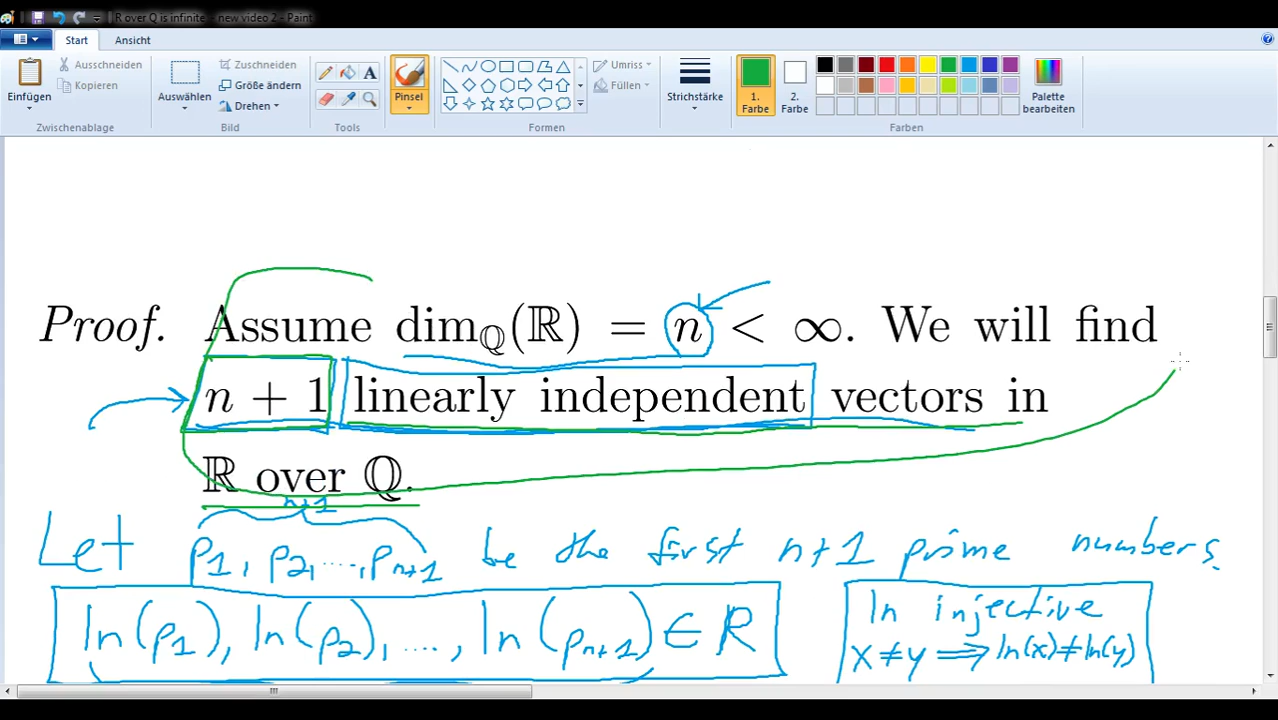 R over Q is infinite - new video 2 - Paint
Start Ansicht
Einfügen
Ausschneiden
Kopieren
Zwischenablage
Auswählen
Zuschneiden
Größe ändern
Drehen
Bild
A
Tools
Pinsel
Umriss
Füllen
Formen
Strichstärke
1. Farbe
2. Farbe
Palette bearbeiten
Farben
Proof. Assume dim_ℚ(ℝ) = n < ∞. We will find
n + 1 linearly independent vectors in
ℝ over ℚ.
n+1
Let p1, p2, ..., pn+1 be the first n+1 prime numbers.
ln(p1), ln(p2), ...., ln(pn+1) ∈ ℝ
ln injective
x ≠ y ⟹ ln(x) ≠ ln(y)